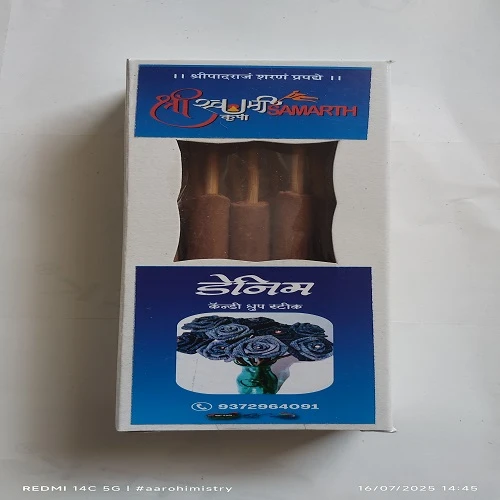 ।। श्रीपादराजं शरणं प्रपद्ये ।।
श्री स्वामी SAMARTH
कृपा
डेनिम
कॅन्डी धुप स्टीक
9372964091
REDMI 14C 5G | #aarohimistry
16/07/2025 14:45